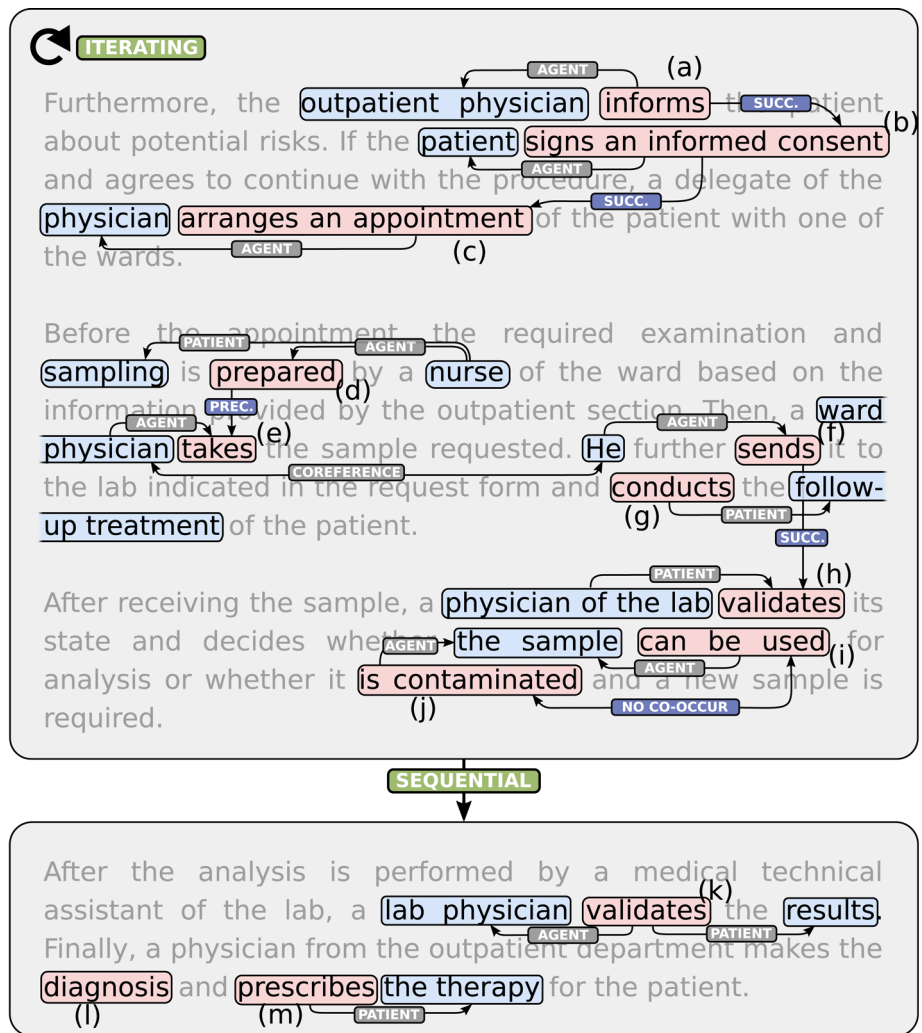 ITERATING
AGENT
(a)
Furthermore, the outpatient physician informs the patient
SUCC.
(b)
about potential risks. If the patient signs an informed consent
AGENT
and agrees to continue with the procedure, a delegate of the
SUCC.
physician arranges an appointment of the patient with one of
AGENT
(c)
the wards.
Before the appointment, the required examination and
PATIENT
AGENT
sampling is prepared by a nurse of the ward based on the
(d)
PREC.
information provided by the outpatient section. Then, a ward
AGENT
(e)
AGENT
(f)
physician takes the sample requested. He further sends it to
COREFERENCE
the lab indicated in the request form and conducts the follow-
(g)
PATIENT
up treatment of the patient.
SUCC.
PATIENT
(h)
After receiving the sample, a physician of the lab validates its
state and decides whether the sample can be used for
AGENT
AGENT
(i)
analysis or whether it is contaminated and a new sample is
(j)
NO CO-OCCUR
required.
SEQUENTIAL
After the analysis is performed by a medical technical
(k)
assistant of the lab, a lab physician validates the results.
AGENT
PATIENT
Finally, a physician from the outpatient department makes the
diagnosis and prescribes the therapy for the patient.
(l)
(m)
PATIENT